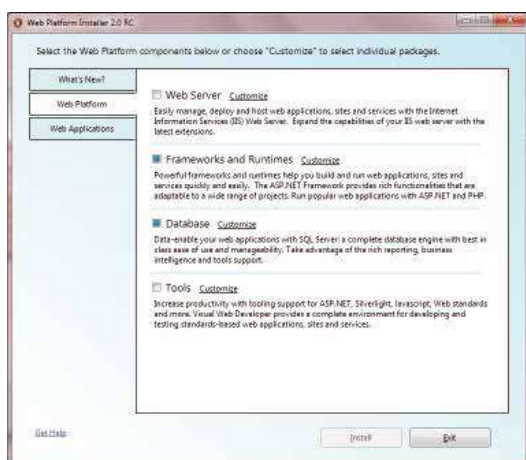 Web Platform Installer 2.0 RC
Select the Web Platform components below or choose "Customize" to select individual packages.
What's New?
Web Platform
Web Applications
Web Server Customize
Easily manage, deploy and host web applications, sites and services with the Internet
Information Services (IIS) Web Server. Expand the capabilities of your IIS web server with the
latest extensions.
Frameworks and Runtimes Customize
Powerful frameworks and runtimes help you build and run web applications, sites and
services quickly and easily. The ASP.NET Framework provides rich functionalities that are
adaptable to a wide range of projects. Run popular web applications with ASP.NET and PHP.
Database Customize
Data-enable your web applications with SQL Server: a complete database engine with best in
class ease of use and manageability. Take advantage of the rich reporting, business
intelligence and tools support.
Tools Customize
Increase productivity with tooling support for ASP.NET, Silverlight, Javascript, Web standards
and more. Visual Web Developer provides a complete environment for developing and
testing standards-based web applications, sites and services.
Get Help
Install
Exit